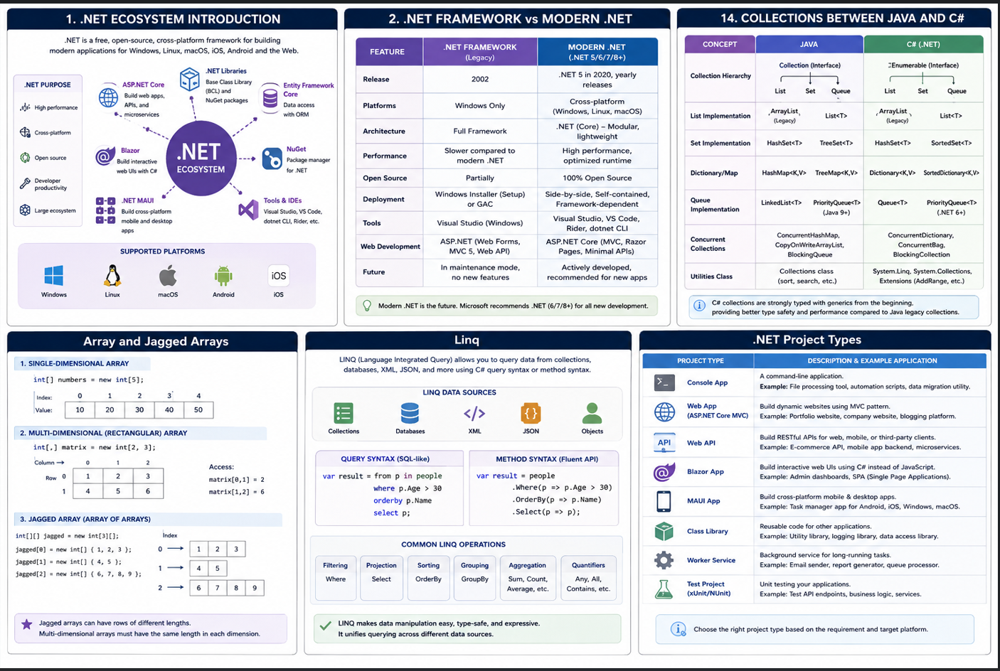 1. .NET ECOSYSTEM INTRODUCTION
.NET is a free, open-source, cross-platform framework for building
modern applications for Windows, Linux, macOS, iOS, Android and the Web.
.NET PURPOSE
High performance
Cross-platform
Open source
Developer
productivity
Large ecosystem
ASP.NET Core
Build web apps,
APIs, and
microservices
.NET Libraries
Base Class Library
(BCL) and
NuGet packages
Entity Framework
Core
Data access
with ORM
Blazor
Build interactive
web UIs with C#
.NET
ECOSYSTEM
NuGet
Package manager
for .NET
.NET MAUI
Build cross-platform
mobile and desktop
apps
Tools & IDEs
Visual Studio, VS Code,
dotnet CLI, Rider, etc.
SUPPORTED PLATFORMS
iOS
Windows
Linux
macOS
Android
iOS
2. .NET FRAMEWORK vs MODERN .NET
FEATURE
.NET FRAMEWORK
(Legacy)
MODERN .NET
(.NET 5/6/7/8+)
Release
2002
.NET 5 in 2020, yearly
releases
Platforms
Windows Only
Cross-platform
(Windows, Linux, macOS)
Architecture
Full Framework
.NET (Core) – Modular,
lightweight
Performance
Slower compared to
modern .NET
High performance,
optimized runtime
Open Source
Partially
100% Open Source
Deployment
Windows Installer (Setup)
or GAC
Side-by-side, Self-contained,
Framework-dependent
Tools
Visual Studio (Windows)
Visual Studio, VS Code,
Rider, dotnet CLI
Web Development
ASP.NET (Web Forms,
MVC 5, Web API)
ASP.NET Core (MVC, Razor
Pages, Minimal APIs)
Future
In maintenance mode,
no new features
Actively developed,
recommended for new apps
Modern .NET is the future. Microsoft recommends .NET (6/7/8+) for all new development.
14. COLLECTIONS BETWEEN JAVA AND C#
CONCEPT
JAVA
C# (.NET)
Collection Hierarchy
Collection (Interface)
List Set Queue
IEnumerable (Interface)
List Set Queue
List Implementation
ArrayList
(Legacy)
List<T>
ArrayList
(Legacy)
List<T>
Set Implementation
HashSet<T>
TreeSet<T>
HashSet<T>
SortedSet<T>
Dictionary/Map
HashMap<K,V>
TreeMap<K,V>
Dictionary<K,V>
SortedDictionary<K,V>
Queue
Implementation
LinkedList<T>
PriorityQueue<T>
(Java 9+)
Queue<T>
PriorityQueue<T>
(.NET 6+)
Concurrent
Collections
ConcurrentHashMap,
CopyOnWriteArrayList,
BlockingQueue
ConcurrentDictionary,
ConcurrentBag,
BlockingCollection
Utilities Class
Collections class
(sort, search, etc.)
System.Linq, System.Collections,
Extensions (AddRange, etc.)
C# collections are strongly typed with generics from the beginning,
providing better type safety and performance compared to Java legacy collections.
Array and Jagged Arrays
1. SINGLE-DIMENSIONAL ARRAY
int[] numbers = new int[5];
Index: 0 1 2 3 4
Value: 10 20 30 40 50
2. MULTI-DIMENSIONAL (RECTANGULAR) ARRAY
int[,] matrix = new int[2, 3];
Column → 0 1 2
Row 0 1 2 3
1 4 5 6
Access:
matrix[0,1] = 2
matrix[1,2] = 6
3. JAGGED ARRAY (ARRAY OF ARRAYS)
int[][] jagged = new int[3][];
jagged[0] = new int[] { 1, 2, 3 };
jagged[1] = new int[] { 4, 5 };
jagged[2] = new int[] { 6, 7, 8, 9 };
Index
0 → 1 2 3
1 → 4 5
2 → 6 7 8 9
Jagged arrays can have rows of different lengths.
Multi-dimensional arrays must have the same length in each dimension.
Linq
LINQ (Language Integrated Query) allows you to query data from collections,
databases, XML, JSON, and more using C# query syntax or method syntax.
LINQ DATA SOURCES
Collections
Databases
XML
JSON
Objects
QUERY SYNTAX (SQL-like)
var result = from p in people
where p.Age > 30
orderby p.Name
select p;
METHOD SYNTAX (Fluent API)
var result = people
.Where(p => p.Age > 30)
.OrderBy(p => p.Name)
.Select(p => p);
COMMON LINQ OPERATIONS
Filtering
Where
Projection
Select
Sorting
OrderBy
Grouping
GroupBy
Aggregation
Sum, Count,
Average, etc.
Quantifiers
Any, All,
Contains, etc.
LINQ makes data manipulation easy, type-safe, and expressive.
It unifies querying across different data sources.
.NET Project Types
PROJECT TYPE
DESCRIPTION & EXAMPLE APPLICATION
Console App
A command-line application.
Example: File processing tool, automation scripts, data migration utility.
Web App
(ASP.NET Core MVC)
Build dynamic websites using MVC pattern.
Example: Portfolio website, company website, blogging platform.
API
Web API
Build RESTful APIs for web, mobile, or third-party clients.
Example: E-commerce API, mobile app backend, microservices.
Blazor App
Build interactive web UIs using C# instead of JavaScript.
Example: Admin dashboards, SPA (Single Page Applications).
MAUI App
Build cross-platform mobile & desktop apps.
Example: Task manager app for Android, iOS, Windows, macOS.
Class Library
Reusable code for other applications.
Example: Utility library, logging library, data access library.
Worker Service
Background service for long-running tasks.
Example: Email sender, report generator, queue processor.
Test Project
(xUnit/NUnit)
Unit testing your applications.
Example: Test API endpoints, business logic, services.
Choose the right project type based on the requirement and target platform.